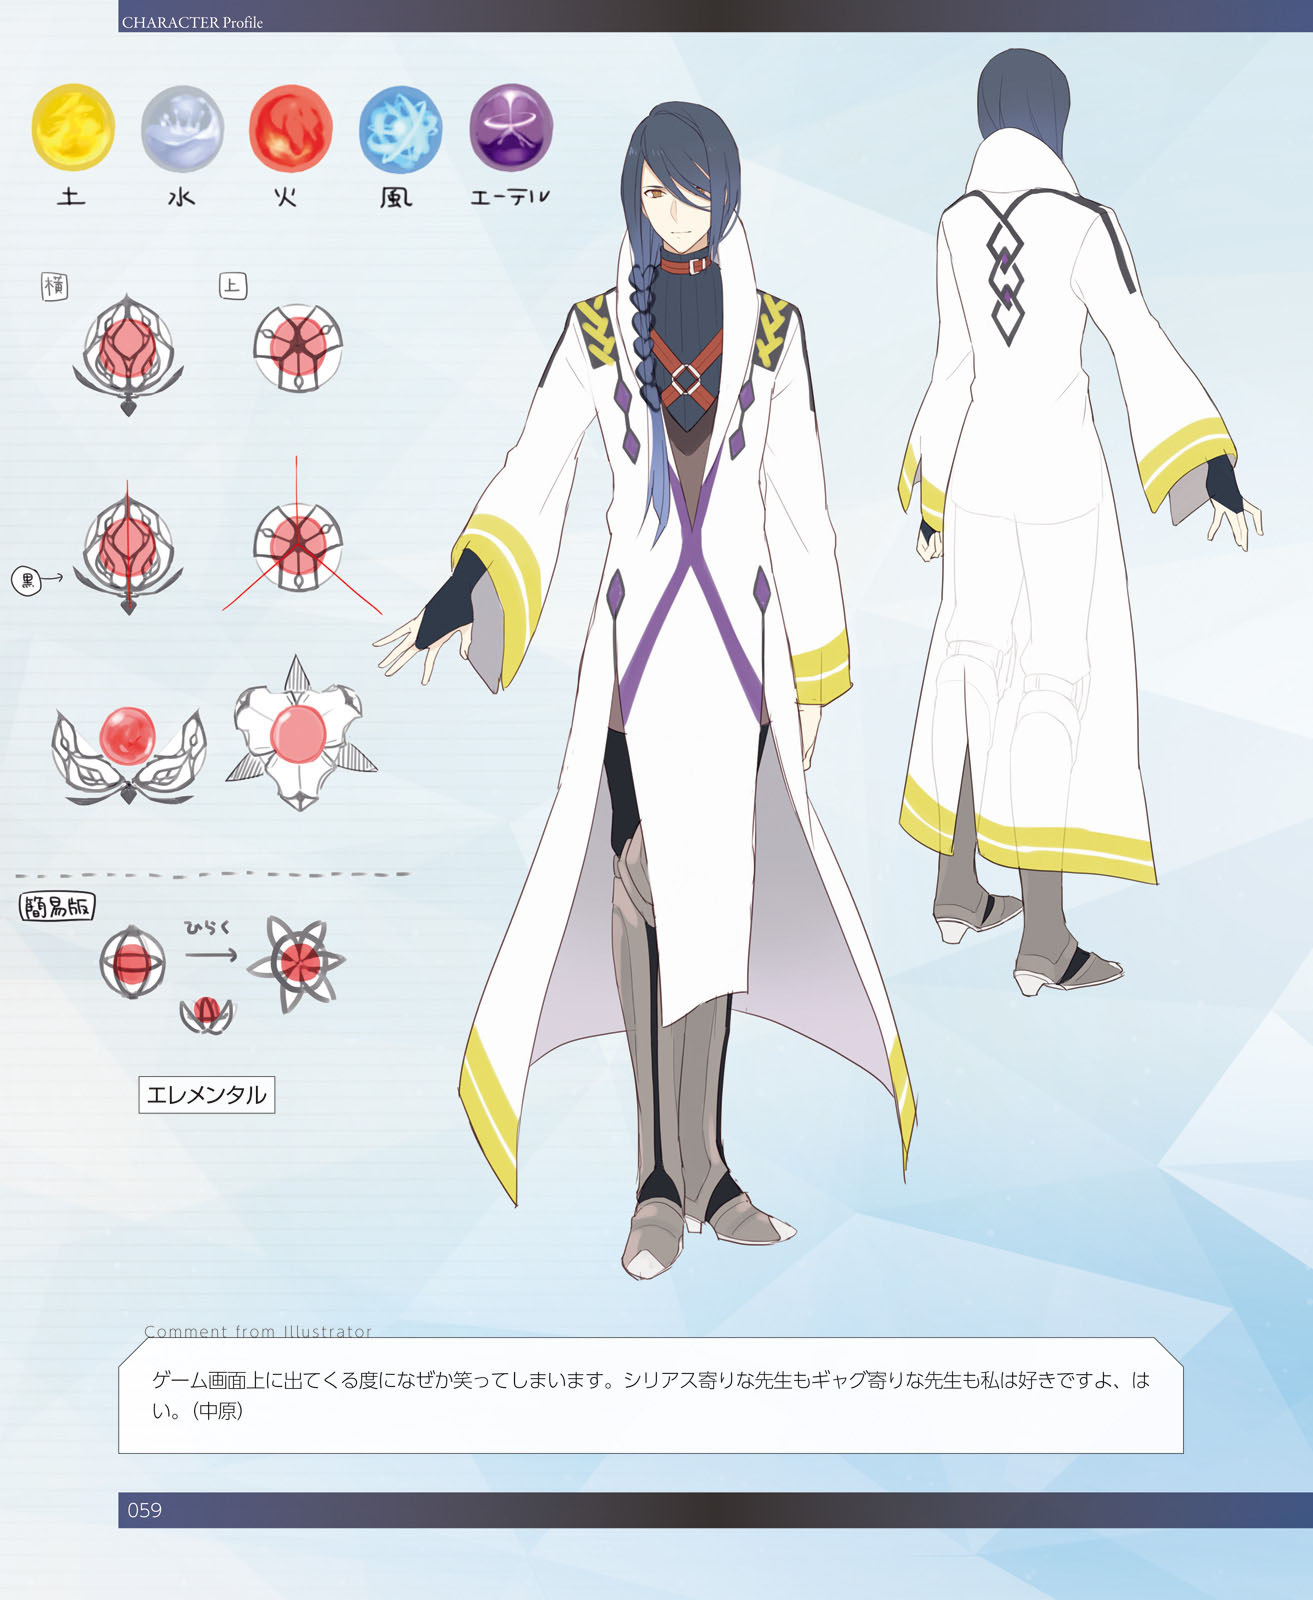 CHARACTER Profile
土 水 火 風 エーテル
横 上
黒
簡易版
ひらく
エレメンタル
Comment from Illustrator
ゲーム画面上に出てくる度になぜか笑ってしまいます。シリアス寄りな先生もギャグ寄りな先生も私は好きですよ、は
い。（中原）
059